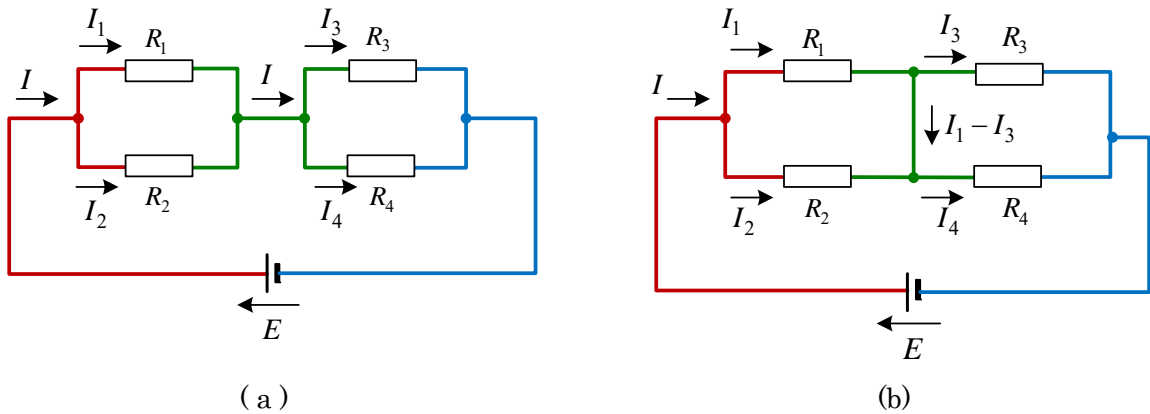 I₁ R₁ I₃ R₃
I I
I₂ R₂ I₄ R₄
E
( a )
I₁ R₁ I₃ R₃
I
I₁ − I₃
I₂ R₂ I₄ R₄
E
(b)